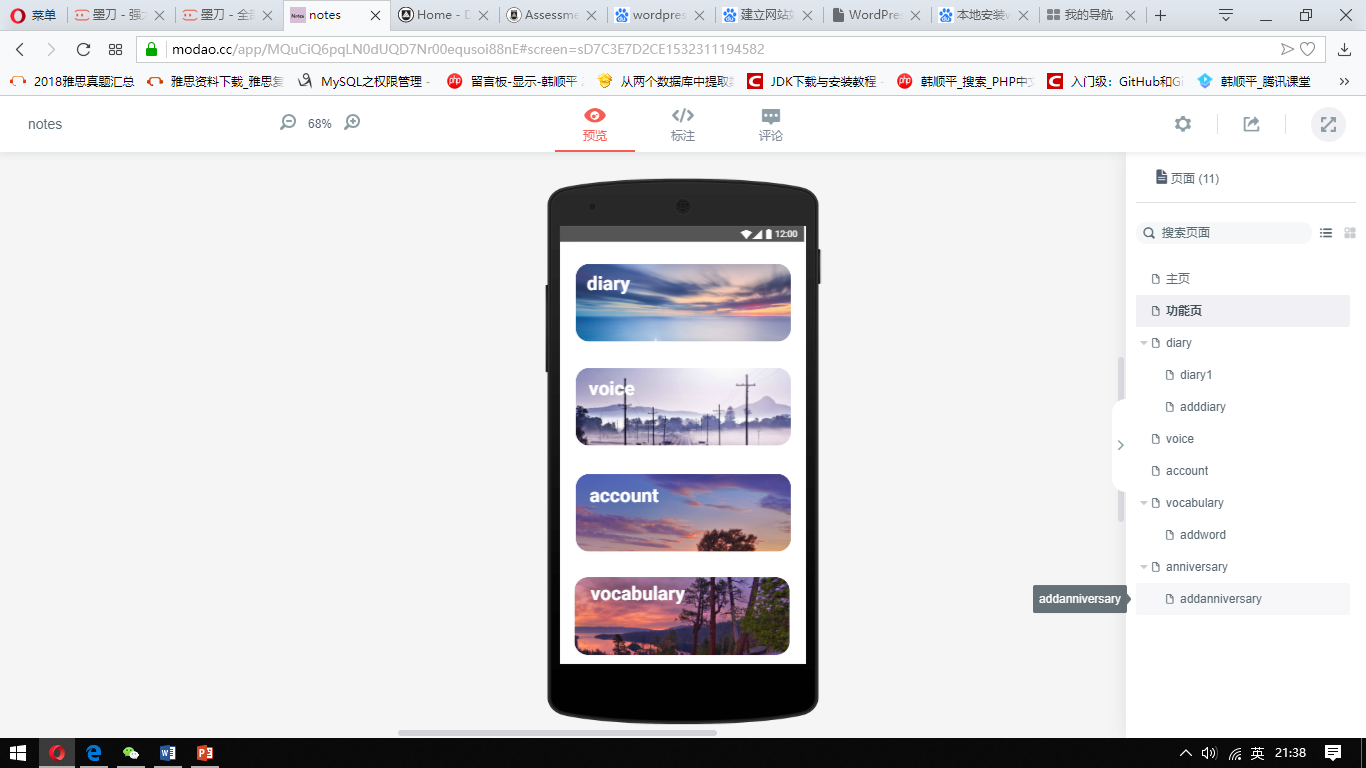 菜单
墨刀 - 强
墨刀 - 全
notes
Home - D
Assessme
wordpres
建立网站
WordPre
本地安装
我的导航
modao.cc/app/MQuCiQ6pqLN0dUQD7Nr00equsoi88nE#screen=sD7C3E7D2CE1532311194582
2018雅思真题汇总
雅思资料下载_雅思
MySQL之权限管理 -
留言板-显示-韩顺平
从两个数据库中提取
JDK下载与安装教程 -
韩顺平_搜索_PHP中
入门级：GitHub和Gi
韩顺平_腾讯课堂
notes
68%
预览
标注
评论
12:00
diary
voice
account
vocabulary
页面 (11)
搜索页面
主页
功能页
diary
diary1
adddiary
voice
account
vocabulary
addword
anniversary
addanniversary
addanniversary
英
21:38